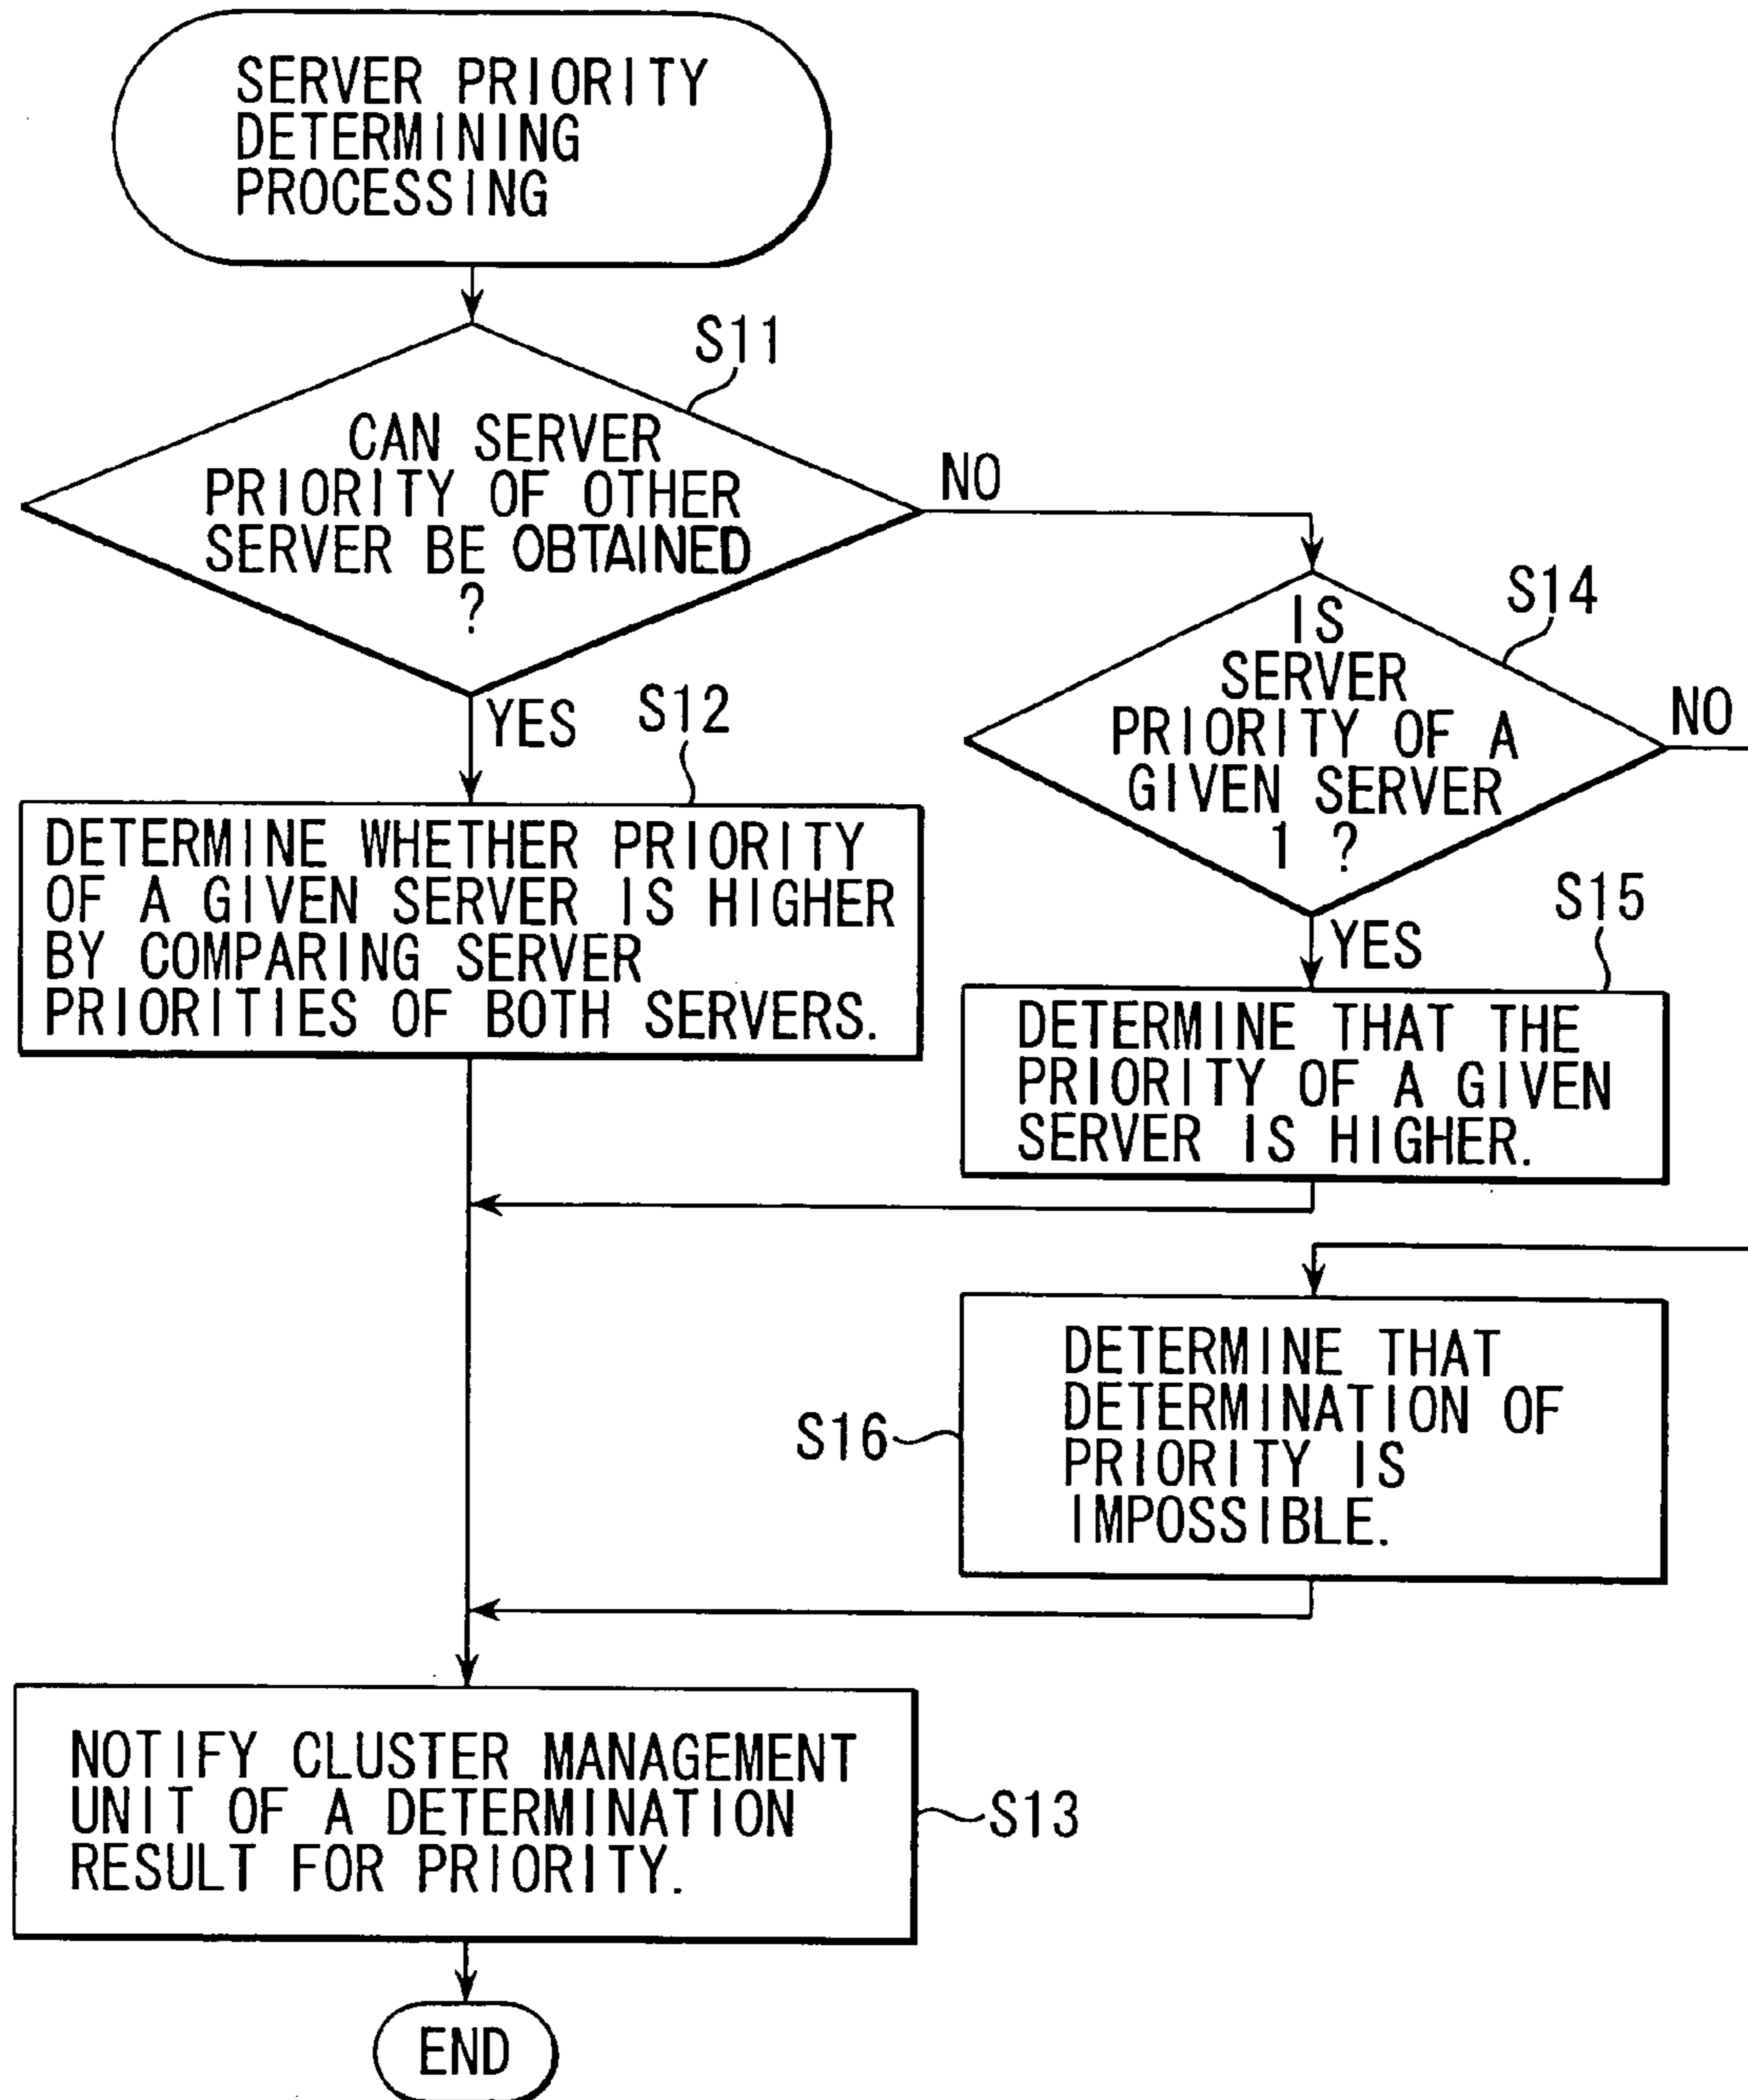 SERVER PRIORITY
DETERMINING
PROCESSING
S11
CAN SERVER
PRIORITY OF OTHER
SERVER BE OBTAINED
?
NO
YES
S12
DETERMINE WHETHER PRIORITY
OF A GIVEN SERVER IS HIGHER
BY COMPARING SERVER
PRIORITIES OF BOTH SERVERS.
S14
IS
SERVER
PRIORITY OF A
GIVEN SERVER
1 ?
NO
YES
S15
DETERMINE THAT THE
PRIORITY OF A GIVEN
SERVER IS HIGHER.
S16
DETERMINE THAT
DETERMINATION OF
PRIORITY IS
IMPOSSIBLE.
NOTIFY CLUSTER MANAGEMENT
UNIT OF A DETERMINATION
RESULT FOR PRIORITY.
S13
END